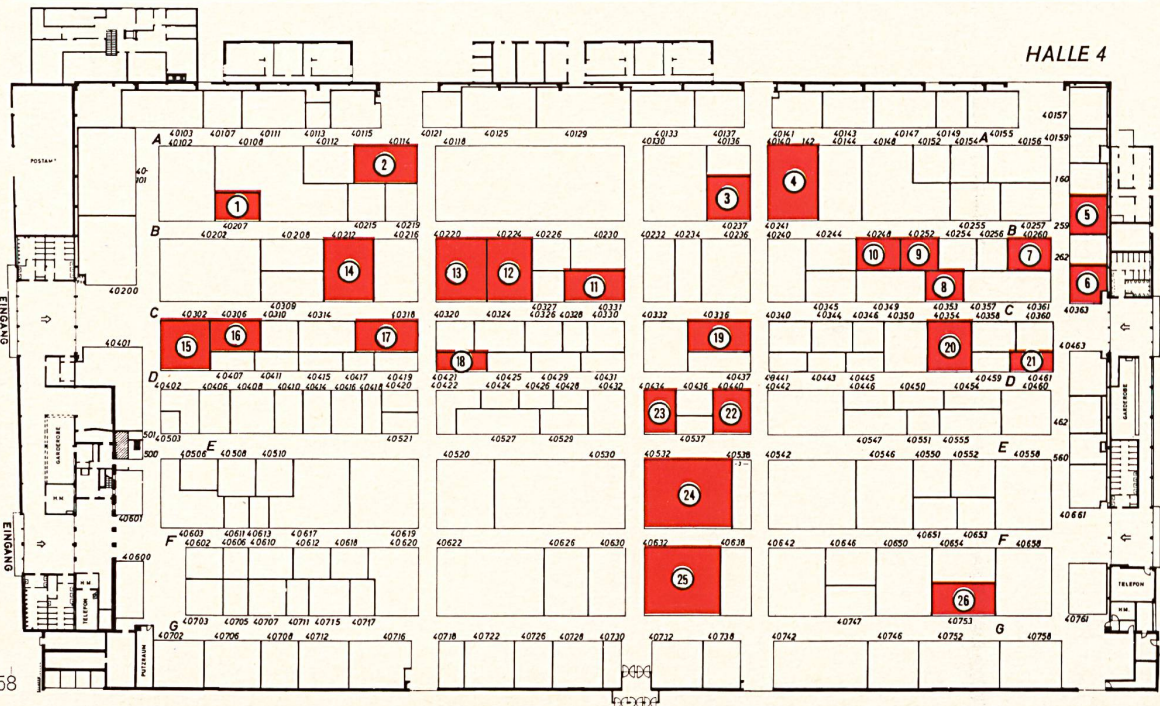 HALLE 4
40103 40107 40111 40113 40115 40121 40125 40129 40133 40137 40141 40143 40147 40149 40155 40157
A 40102 40108 40112 40114 40118 40130 40136 40140 142 40144 40148 40152 40154 A 40156 40159
POSTAMT
40-101
2
1 3 4 160
5
40207 40215 40219 40237 40241 40255 40257 259
B 40202 40208 40212 40216 40220 40224 40226 40230 40232 40234 40236 40240 40244 40248 40252 40254 40256 B 40260
10 9 7 262
14 13 12 11 8 6
40200
40309 40327 40331 40345 40349 40353 40357 40361 40363
C
EINGANG
C 40302 40306 40310 40314 40318 40320 40324 40326 40328 40330 40332 40336 40340 40344 40346 40350 40354 40358 40360
15 16 17 19 20
40401
18 21
40463
40407 40411 40415 40417 40419 40421 40425 40429 40431 40437 40441 40443 40445 40459 40461
D 40402 40406 40408 40410 40414 40416 40418 40420 40422 40424 40426 40428 40432 40434 40436 40440 40442 40446 40450 40454 D 40460
GARDEROBE
23 22
GARDEROBE
462
40503 40521 40527 40529 40537 40547 40551 40555
501
500
E 40506 40508 40510 40520 40530 40532 40538 40542 40546 40550 40552 E 40558 560
H.M.
24
40601
40661
EINGANG
40603 40611 40613 40617 40619 40651 40653
F 40602 40606 40610 40612 40618 40620 40622 40626 40630 40632 40638 40642 40646 40650 40654 F 40658
40600
H.M.
TELEFON
25 26
TELEFON
H.M.
40703 40705 40707 40711 40715 40717 40747 40753 40761
G 40702 40706 40708 40712 40716 40718 40722 40726 40728 40730 40732 40738 40742 40746 40752 G 40758
PUTZRAUM